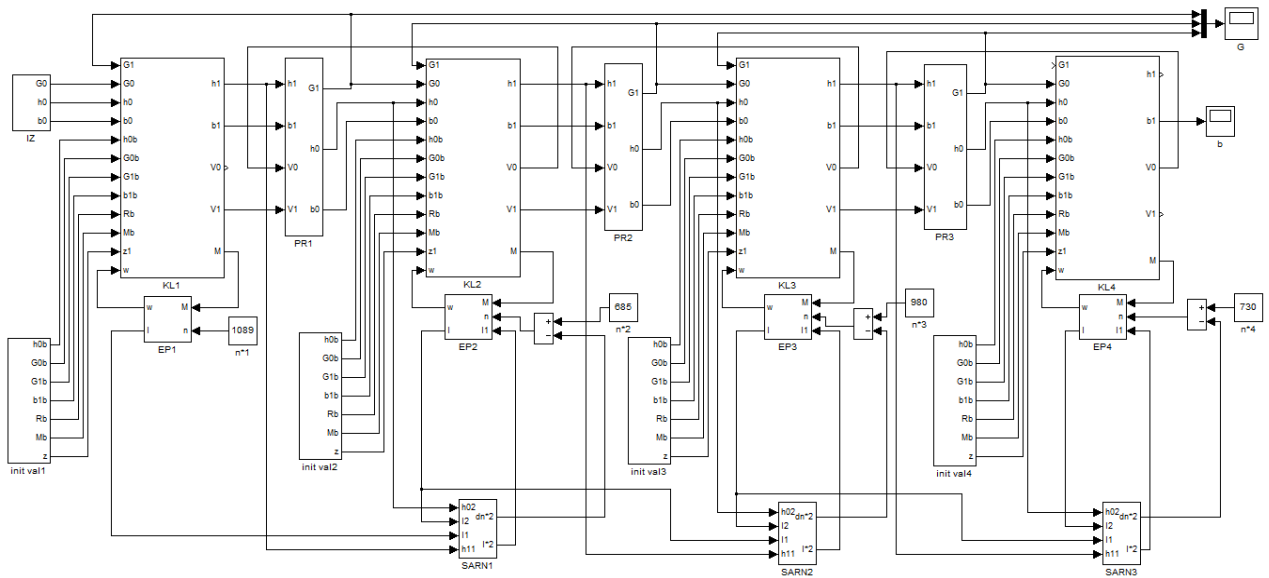 G
G0
h0
b0
IZ
G1
G0
h0
b0
h0b
G0b
G1b
b1b
Rb
Mb
z1
w
h1
b1
V0
V1
M
KL1
h1
b1
V0
V1
G1
h0
b0
PR1
G1
G0
h0
b0
h0b
G0b
G1b
b1b
Rb
Mb
z1
w
h1
b1
V0
V1
M
KL2
h1
b1
V0
V1
G1
h0
b0
PR2
G1
G0
h0
b0
h0b
G0b
G1b
b1b
Rb
Mb
z1
w
h1
b1
V0
V1
M
KL3
h1
b1
V0
V1
G1
h0
b0
PR3
G1
G0
h0
b0
h0b
G0b
G1b
b1b
Rb
Mb
z1
w
h1
b1
V0
V1
M
KL4
b
w
I
M
n
EP1
1089
n*1
w
I
M
n
I1
EP2
+
−
685
n*2
w
I
M
n
I1
EP3
+
−
980
n*3
w
I
M
n
I1
EP4
+
−
730
n*4
h0b
G0b
G1b
b1b
Rb
Mb
z
init val1
h0b
G0b
G1b
b1b
Rb
Mb
z
init val2
h0b
G0b
G1b
b1b
Rb
Mb
z
init val3
h0b
G0b
G1b
b1b
Rb
Mb
z
init val4
h02
I2
I1
h11
dn*2
I*2
SARN1
h02
I2
I1
h11
dn*2
I*2
SARN2
h02
I2
I1
h11
dn*2
I*2
SARN3